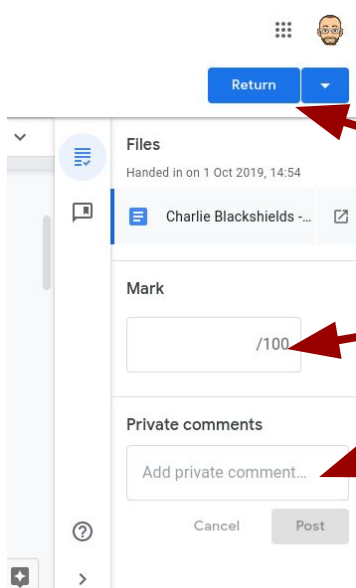 Return
Files
Handed in on 1 Oct 2019, 14:54
Charlie Blackshields -...
Mark
/100
Private comments
Add private comment...
Cancel Post